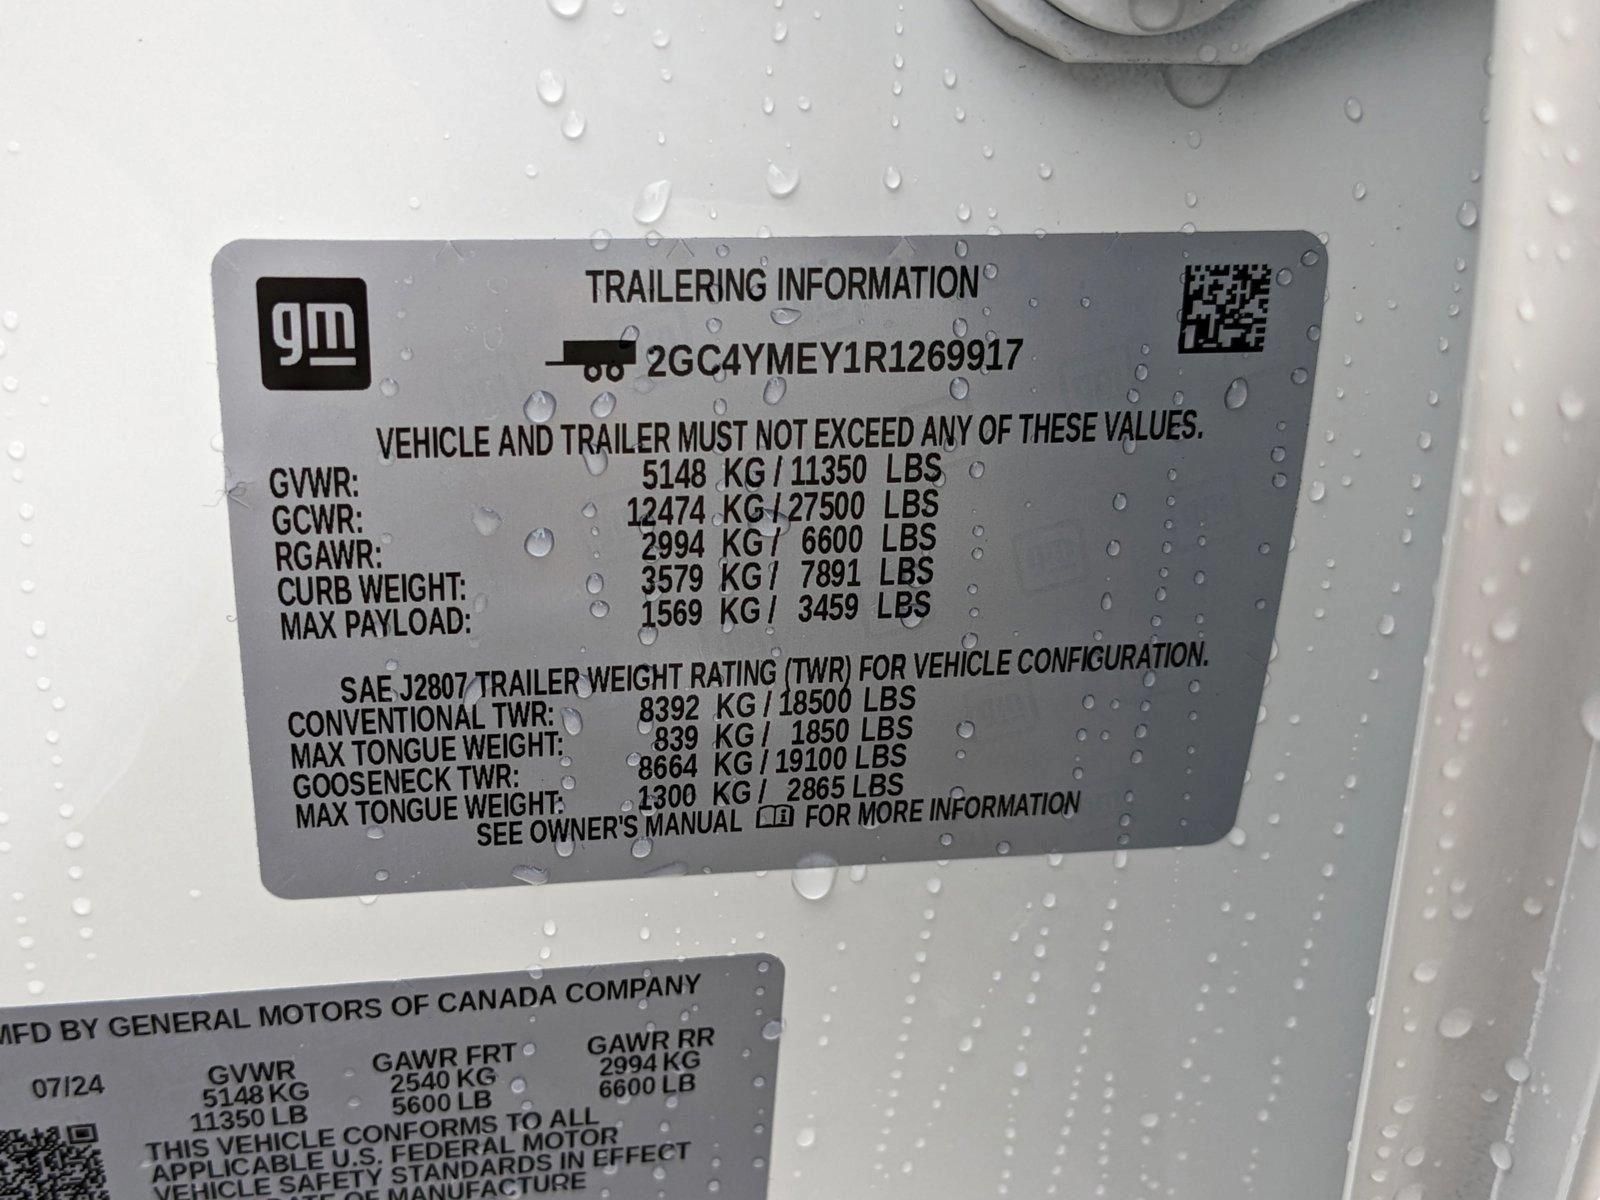 gm
TRAILERING INFORMATION
2GC4YMEY1R1269917
VEHICLE AND TRAILER MUST NOT EXCEED ANY OF THESE VALUES.
GVWR: 5148 KG / 11350 LBS
GCWR: 12474 KG / 27500 LBS
RGAWR: 2994 KG / 6600 LBS
CURB WEIGHT: 3579 KG / 7891 LBS
MAX PAYLOAD: 1569 KG / 3459 LBS
SAE J2807 TRAILER WEIGHT RATING (TWR) FOR VEHICLE CONFIGURATION.
CONVENTIONAL TWR: 8392 KG / 18500 LBS
MAX TONGUE WEIGHT: 839 KG / 1850 LBS
GOOSENECK TWR: 8664 KG / 19100 LBS
MAX TONGUE WEIGHT: 1300 KG / 2865 LBS
SEE OWNER'S MANUAL FOR MORE INFORMATION
MFD BY GENERAL MOTORS OF CANADA COMPANY
07/24 GVWR GAWR FRT GAWR RR
5148 KG 2540 KG 2994 KG
11350 LB 5600 LB 6600 LB
THIS VEHICLE CONFORMS TO ALL
APPLICABLE U.S. FEDERAL MOTOR
VEHICLE SAFETY STANDARDS IN EFFECT
OF MANUFACTURE